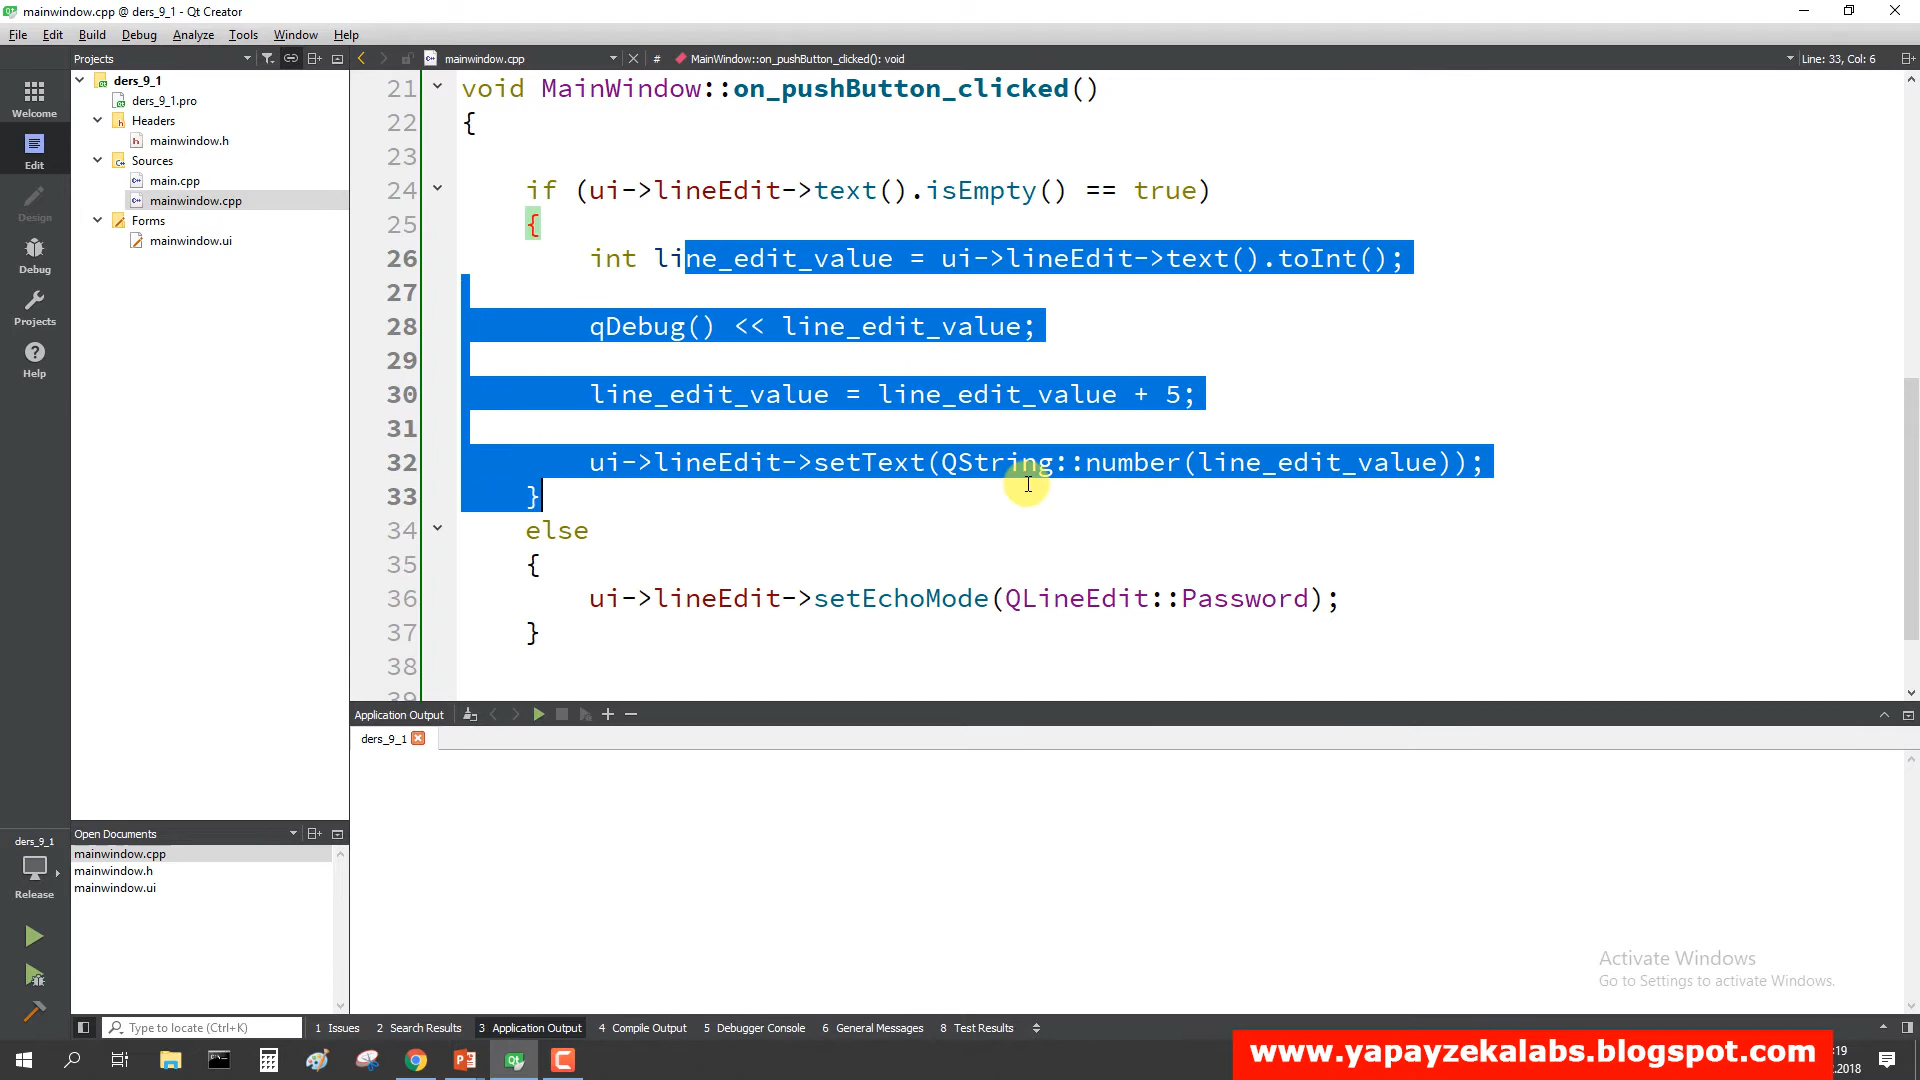 mainwindow.cpp @ ders_9_1 - Qt Creator
File Edit Build Debug Analyze Tools Window Help
Projects
mainwindow.cpp
# MainWindow::on_pushButton_clicked(): void
Line: 33, Col: 6
Welcome
Edit
Design
Debug
Projects
Help
ders_9_1
ders_9_1.pro
Headers
mainwindow.h
Sources
main.cpp
mainwindow.cpp
Forms
mainwindow.ui
21 void MainWindow::on_pushButton_clicked()
22 {
23
24 if (ui->lineEdit->text().isEmpty() == true)
25 {
26 int line_edit_value = ui->lineEdit->text().toInt();
27
28 qDebug() << line_edit_value;
29
30 line_edit_value = line_edit_value + 5;
31
32 ui->lineEdit->setText(QString::number(line_edit_value));
33 }
34 else
35 {
36 ui->lineEdit->setEchoMode(QLineEdit::Password);
37 }
38
39
Application Output
ders_9_1
Open Documents
mainwindow.cpp
mainwindow.h
mainwindow.ui
ders_9_1
Release
Activate Windows
Go to Settings to activate Windows.
Type to locate (Ctrl+K)
1 Issues 2 Search Results 3 Application Output 4 Compile Output 5 Debugger Console 6 General Messages 8 Test Results
www.yapayzekalabs.blogspot.com
:19
.2018